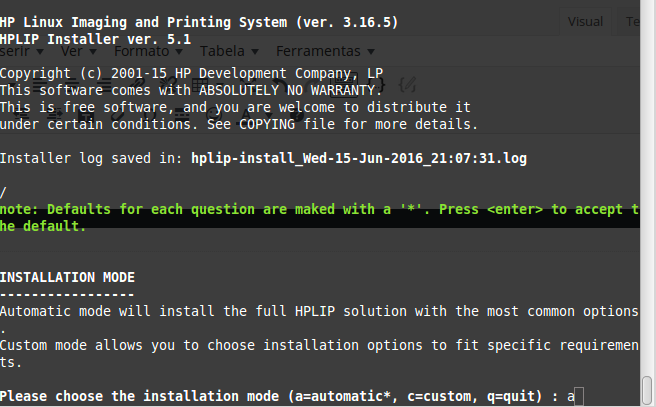 HP Linux Imaging and Printing System (ver. 3.16.5)
Visual
Te
HPLIP Installer ver. 5.1
serir Ver Formato Tabela Ferramentas
Copyright (c) 2001-15 HP Development Company, LP
This software comes with ABSOLUTELY NO WARRANTY.
This is free software, and you are welcome to distribute it
under certain conditions. See COPYING file for more details.
Installer log saved in: hplip-install_Wed-15-Jun-2016_21:07:31.log
/
note: Defaults for each question are maked with a '*'. Press <enter> to accept t
he default.
INSTALLATION MODE
-----------------
Automatic mode will install the full HPLIP solution with the most common options
.
Custom mode allows you to choose installation options to fit specific requiremen
ts.
Please choose the installation mode (a=automatic*, c=custom, q=quit) : a